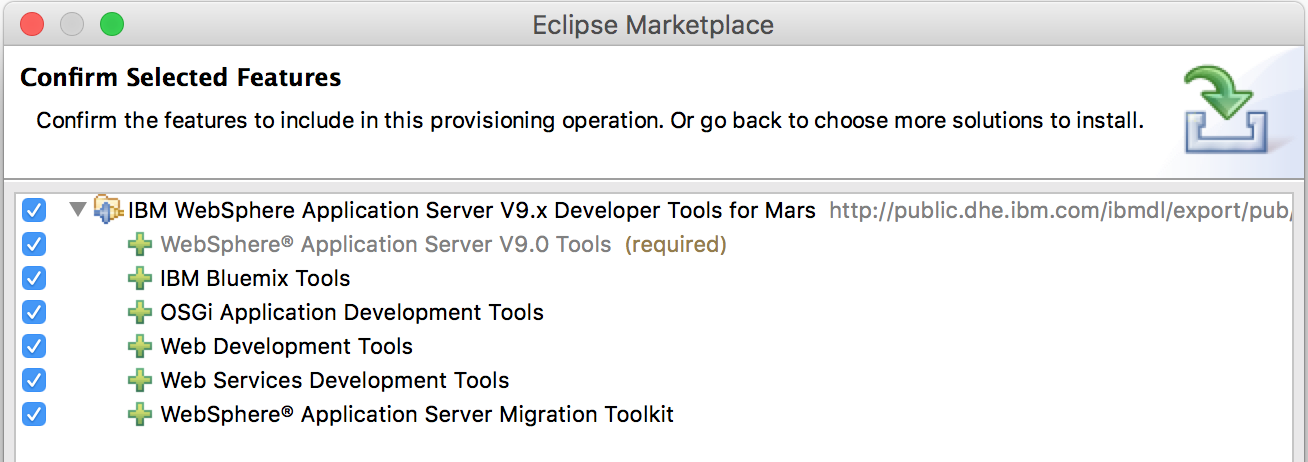 Eclipse Marketplace
Confirm Selected Features
Confirm the features to include in this provisioning operation. Or go back to choose more solutions to install.
IBM WebSphere Application Server V9.x Developer Tools for Mars http://public.dhe.ibm.com/ibmdl/export/pub/
WebSphere® Application Server V9.0 Tools (required)
IBM Bluemix Tools
OSGi Application Development Tools
Web Development Tools
Web Services Development Tools
WebSphere® Application Server Migration Toolkit